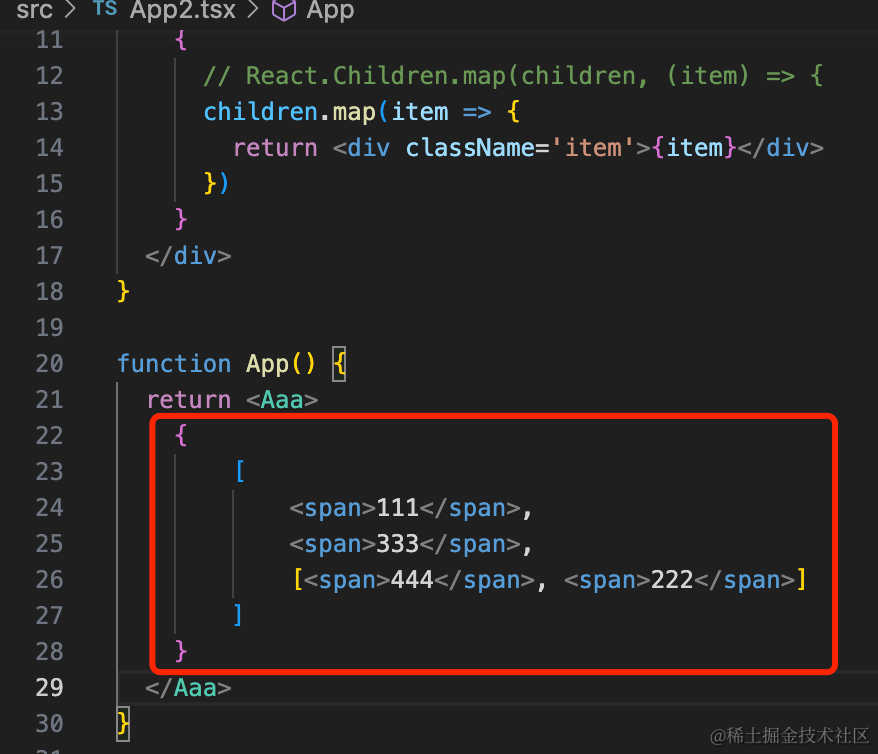 src > TS App2.tsx > App
11 {
12 // React.Children.map(children, (item) => {
13 children.map(item => {
14 return <div className='item'>{item}</div>
15 })
16 }
17 </div>
18 }
19
20 function App() {
21 return <Aaa>
22 {
23 [
24 <span>111</span>,
25 <span>333</span>,
26 [<span>444</span>, <span>222</span>]
27 ]
28 }
29 </Aaa>
30 }
@稀土掘金技术社区